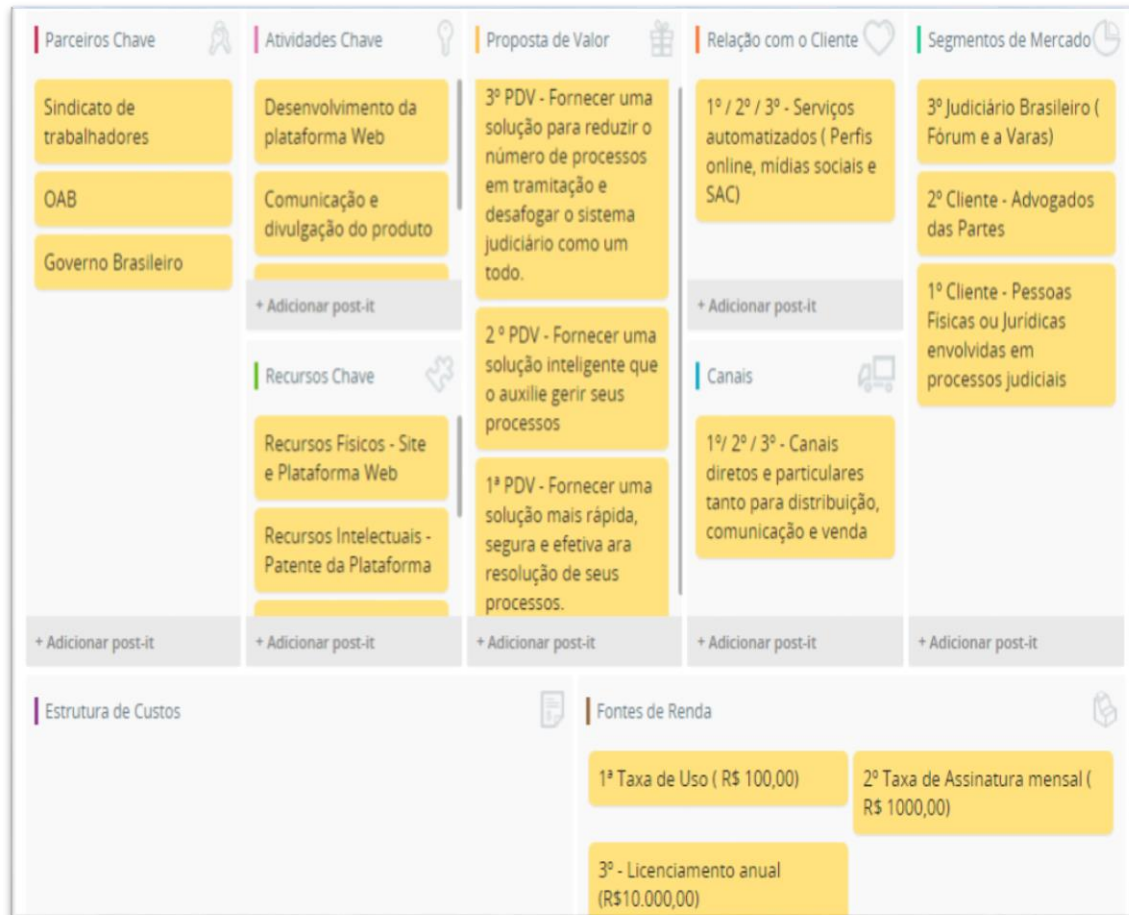 Parceiros Chave
Sindicato de
trabalhadores
OAB
Governo Brasileiro
+ Adicionar post-it
Atividades Chave
Desenvolvimento da
plataforma Web
Comunicação e
divulgação do produto
+ Adicionar post-it
Recursos Chave
Recursos Físicos - Site
e Plataforma Web
Recursos Intelectuais -
Patente da Plataforma
+ Adicionar post-it
Proposta de Valor
3º PDV - Fornecer uma
solução para reduzir o
número de processos
em tramitação e
desafogar o sistema
judiciário como um
todo.
2 º PDV - Fornecer uma
solução inteligente que
o auxilie gerir seus
processos
1ª PDV - Fornecer uma
solução mais rápida,
segura e efetiva ara
resolução de seus
processos.
+ Adicionar post-it
Relação com o Cliente
1º / 2º / 3º - Serviços
automatizados ( Perfis
online, mídias sociais e
SAC)
+ Adicionar post-it
Canais
1º/ 2º / 3º - Canais
diretos e particulares
tanto para distribuição,
comunicação e venda
+ Adicionar post-it
Segmentos de Mercado
3º Judiciário Brasileiro (
Fórum e a Varas)
2º Cliente - Advogados
das Partes
1º Cliente - Pessoas
Físicas ou Jurídicas
envolvidas em
processos judiciais
+ Adicionar post-it
Estrutura de Custos
Fontes de Renda
1ª Taxa de Uso ( R$ 100,00)
2º Taxa de Assinatura mensal (
R$ 1000,00)
3º - Licenciamento anual
(R$10.000,00)